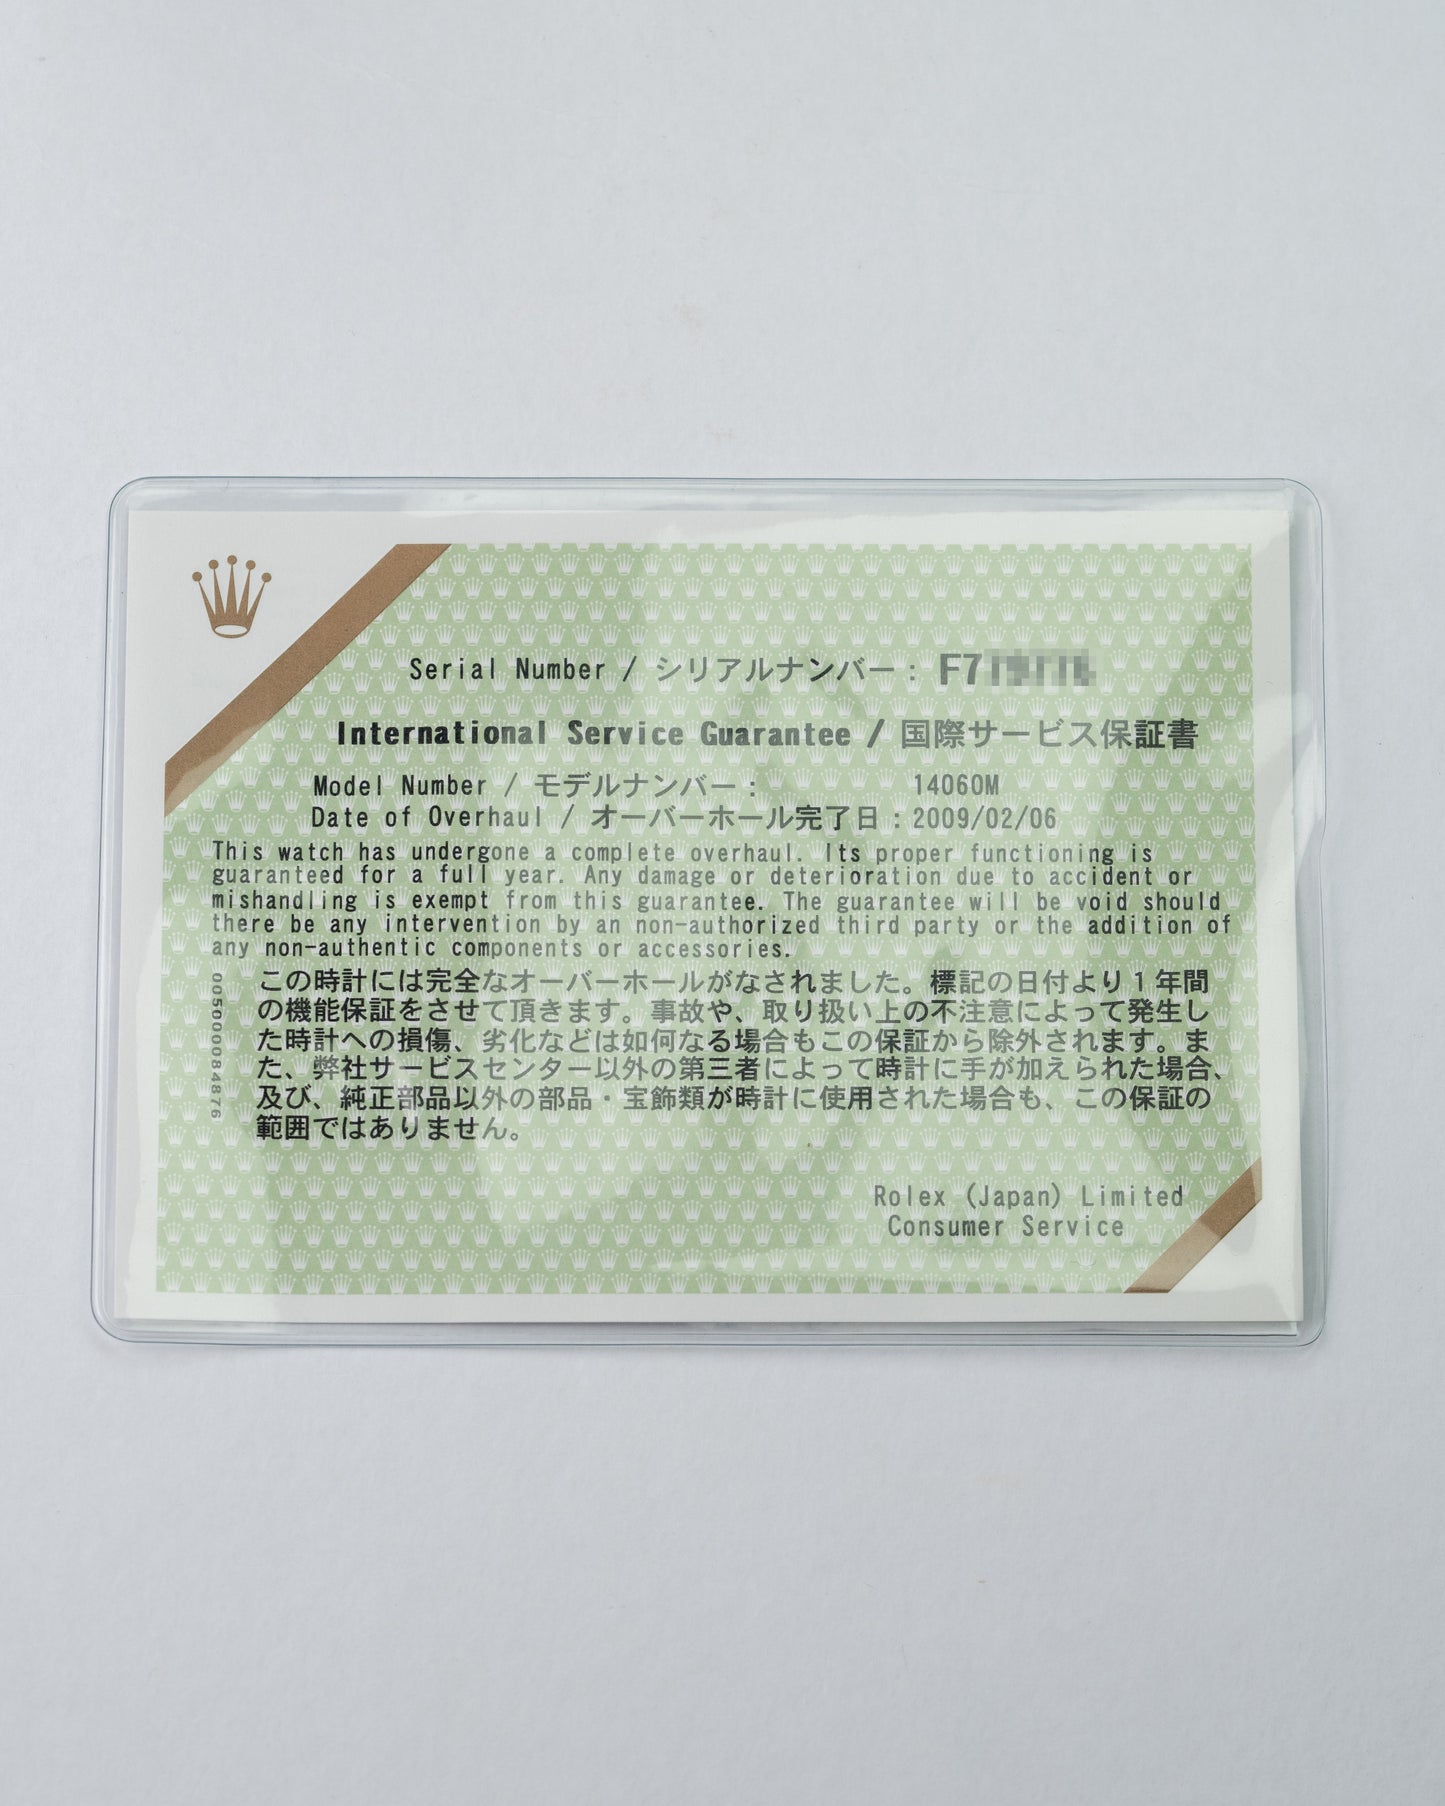 Serial Number / シリアルナンバー : F7
International Service Guarantee / 国際サービス保証書
Model Number / モデルナンバー : 14060M
Date of Overhaul / オーバーホール完了日 : 2009/02/06
This watch has undergone a complete overhaul. Its proper functioning is
guaranteed for a full year. Any damage or deterioration due to accident or
mishandling is exempt from this guarantee. The guarantee will be void should
there be any intervention by an non-authorized third party or the addition of
any non-authentic components or accessories.
この時計には完全なオーバーホールがなされました。標記の日付より1年間
の機能保証をさせて頂きます。事故や、取り扱い上の不注意によって発生し
た時計への損傷、劣化などは如何なる場合もこの保証から除外されます。ま
た、弊社サービスセンター以外の第三者によって時計に手が加えられた場合、
及び、純正部品以外の部品・宝飾類が時計に使用された場合も、この保証の
範囲ではありません。
0050000084876
Rolex (Japan) Limited
Consumer Service